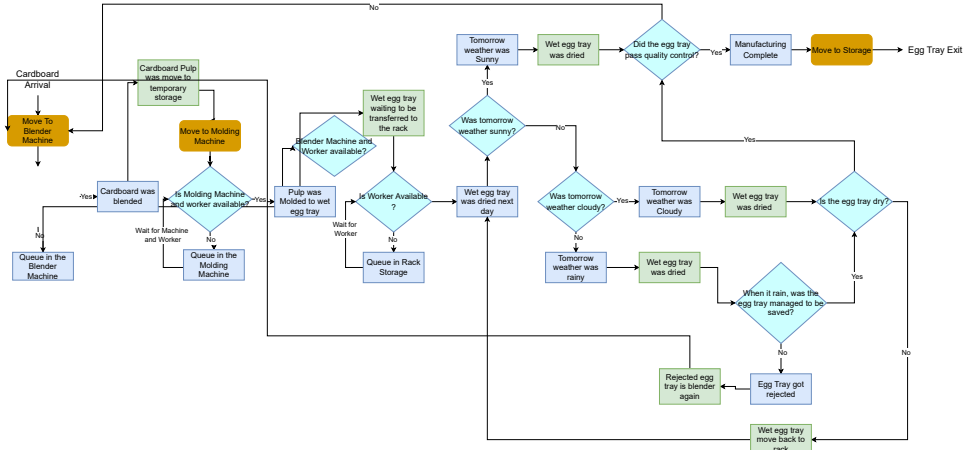 No
Cardboard
Arrival
Move To
Blender
Machine
Cardboard Pulp
was move to
temporary
storage
Move to Molding
Machine
Blender Machine and
Worker available?
Wet egg tray
waiting to be
transferred to
the rack
Tomorrow
weather was
Sunny
Wet egg tray
was dried
Did the egg tray
pass quality control?
Yes
Manufacturing
Complete
Move to Storage
Egg Tray Exit
Yes
Was tomorrow
weather sunny?
No
Yes
Yes
Cardboard was
blended
Is Molding Machine
and worker available?
Yes
Pulp was
Molded to wet
egg tray
Is Worker Available
?
Wet egg tray
was dried next
day
Was tomorrow
weather cloudy?
Yes
Tomorrow
weather was
Cloudy
Wet egg tray
was dried
Is the egg tray dry?
No
Queue in the
Blender
Machine
Wait for Machine
and Worker
No
Queue in the
Molding Machine
Wait for
Worker
No
Queue in Rack
Storage
No
Tomorrow
weather was
rainy
Wet egg tray
was dried
When it rain, was the
egg tray managed to be
saved?
Yes
No
No
Rejected egg
tray is blender
again
Egg Tray got
rejected
Wet egg tray
move back to
rack